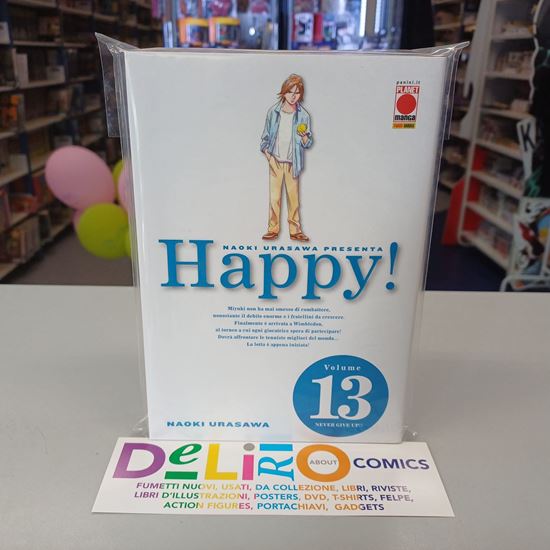 panini.it
PLANET
manga
NAOKI URASAWA PRESENTA
Happy!
Miyuki non ha mai smesso di combattere,
nonostante il debito enorme e i fratellini da crescere.
Finalmente è arrivata a Wimbledon,
al torneo a cui ogni giocatrice spera di partecipare!
Dovrà affrontare le tenniste migliori del mondo...
La lotta è appena iniziata!
Volume
13
NEVER GIVE UP!!
NAOKI URASAWA
DeLiRiO
ABOUT
COMICS
FUMETTI NUOVI, USATI, DA COLLEZIONE, LIBRI, RIVISTE,
LIBRI D'ILLUSTRAZIONI, POSTERS, DVD, T-SHIRTS, FELPE,
ACTION FIGURES, PORTACHIAVI, GADGETS